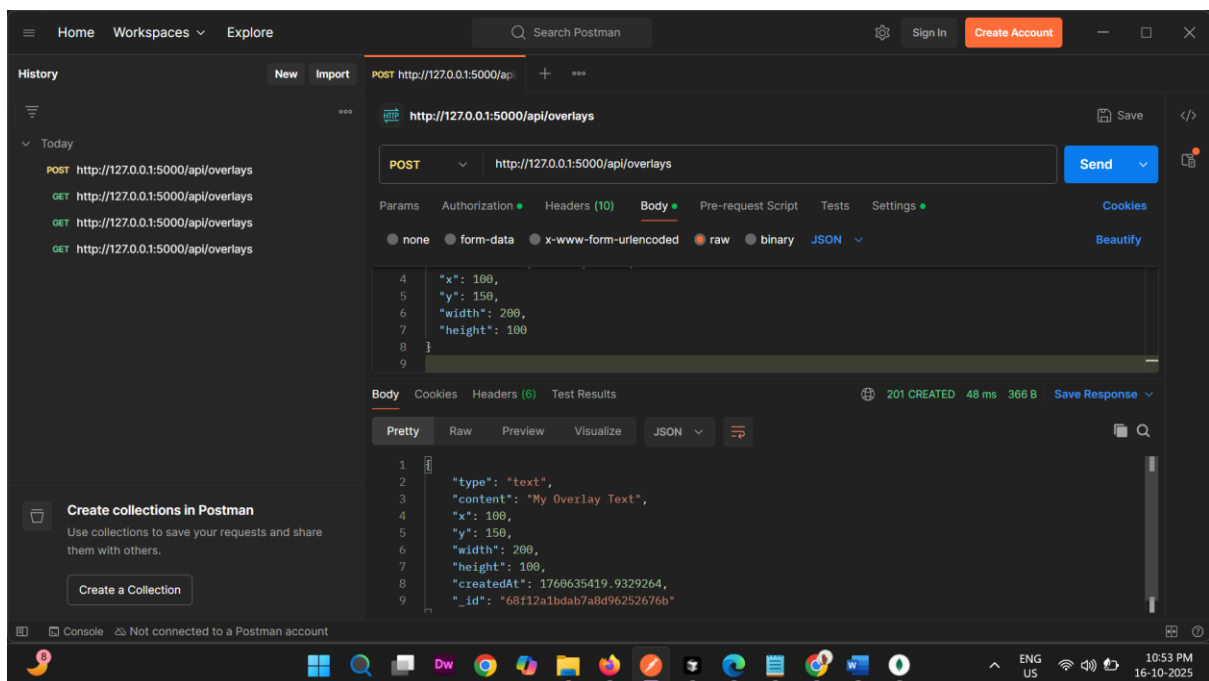 Home Workspaces Explore Search Postman Sign In Create Account
History New Import POST http://127.0.0.1:5000/ap
http://127.0.0.1:5000/api/overlays Save
Today
POST http://127.0.0.1:5000/api/overlays
GET http://127.0.0.1:5000/api/overlays
GET http://127.0.0.1:5000/api/overlays
GET http://127.0.0.1:5000/api/overlays
POST http://127.0.0.1:5000/api/overlays Send
Params Authorization Headers (10) Body Pre-request Script Tests Settings Cookies
none form-data x-www-form-urlencoded raw binary JSON Beautify
4 "x": 100,
5 "y": 150,
6 "width": 200,
7 "height": 100
8 }
9
Body Cookies Headers (6) Test Results 201 CREATED 48 ms 366 B Save Response
Pretty Raw Preview Visualize JSON
1 {
2 "type": "text",
3 "content": "My Overlay Text",
4 "x": 100,
5 "y": 150,
6 "width": 200,
7 "height": 100,
8 "createdAt": 1760635419.9329264,
9 "_id": "68f12a1bdab7a8d96252676b"
Create collections in Postman
Use collections to save your requests and share
them with others.
Create a Collection
Console Not connected to a Postman account
8 Dw ENG 10:53 PM
US 16-10-2025